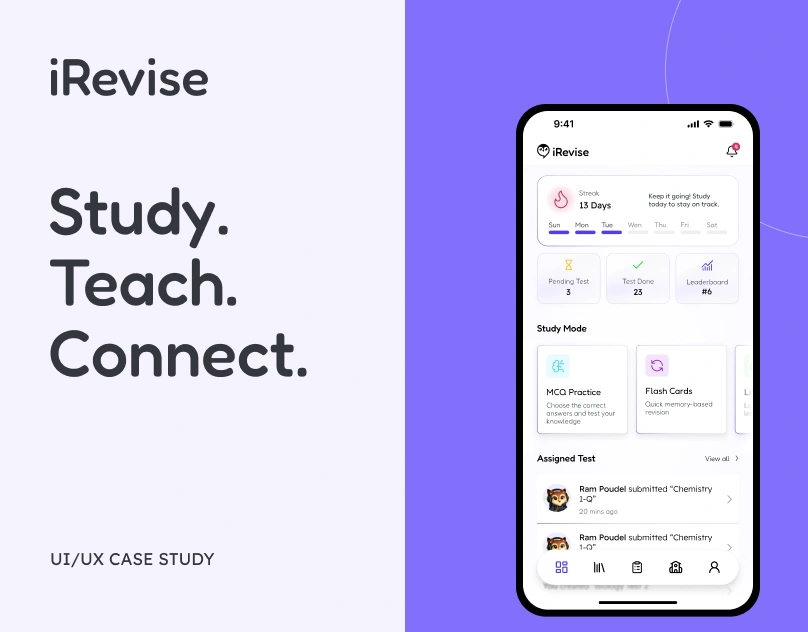 iRevise
Study.
Teach.
Connect.
UI/UX CASE STUDY
9:41
iRevise
Streak
13 Days
Keep it going! Study
today to stay on track.
Sun Mon Tue Wen Thu Fri Sat
Pending Test
3
Test Done
23
Leaderboard
#6
Study Mode
MCQ Practice
Choose the correct
answers and test your
knowledge
Flash Cards
Quick memory-based
revision
Assigned Test
View all
Ram Poudel submitted “Chemistry
1-Q”
20 mins ago
Ram Poudel submitted “Chemistry
1-Q”